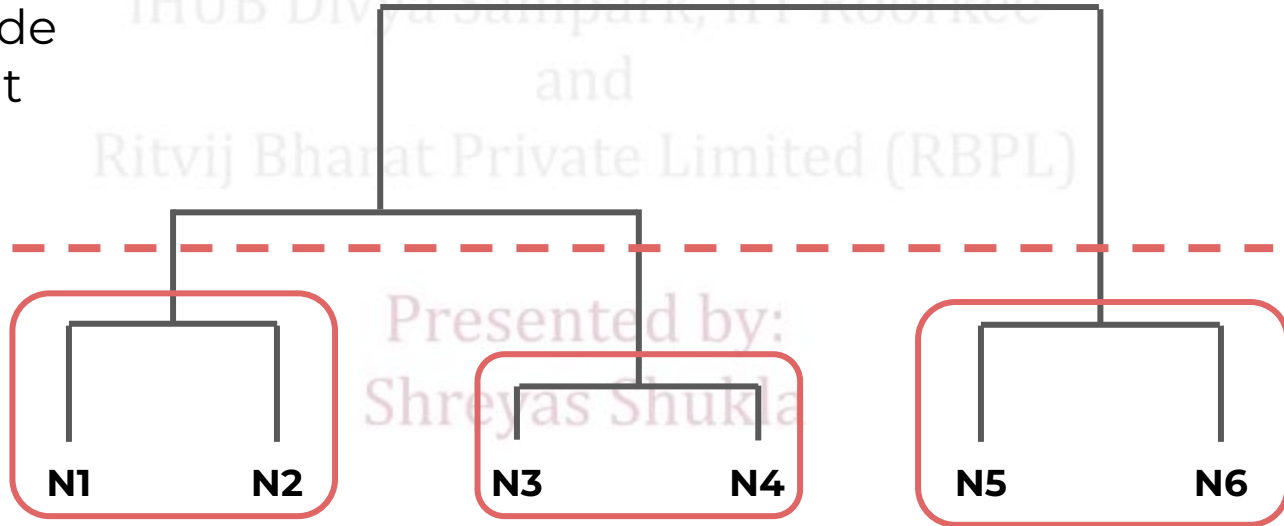 IHUB Divya Sampark, IIT Roorkee
de
and
t
Ritvij Bharat Private Limited (RBPL)
Presented by:
Shreyas Shukla
N1 N2 N3 N4 N5 N6